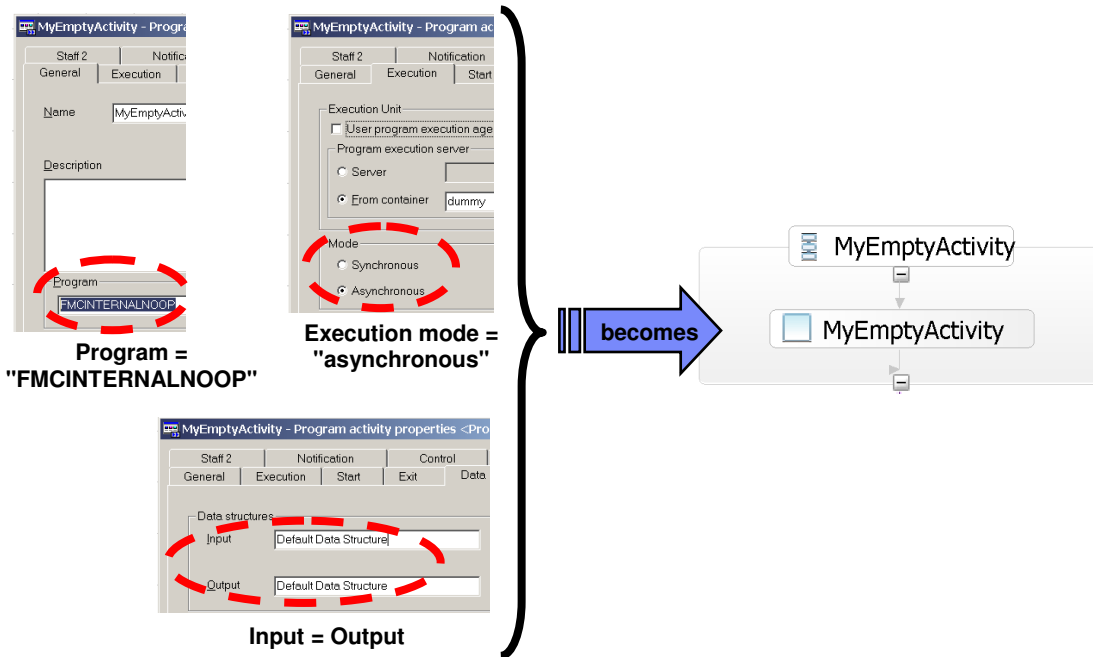 MyEmptyActivity - Progra
Staff 2 Notific
General Execution
Name MyEmptyActiv
Description
Program
FMCINTERNALNOOP
Program =
"FMCINTERNALNOOP"
MyEmptyActivity - Program ac
Staff 2 Notification
General Execution Start
Execution Unit
User program execution age
Program execution server
Server
From container dummy
Mode
Synchronous
Asynchronous
Execution mode =
"asynchronous"
MyEmptyActivity - Program activity properties <Pro
Staff 2 Notification Control
General Execution Start Exit Data
Data structures
Input Default Data Structure
Output Default Data Structure
Input = Output
becomes
MyEmptyActivity
MyEmptyActivity